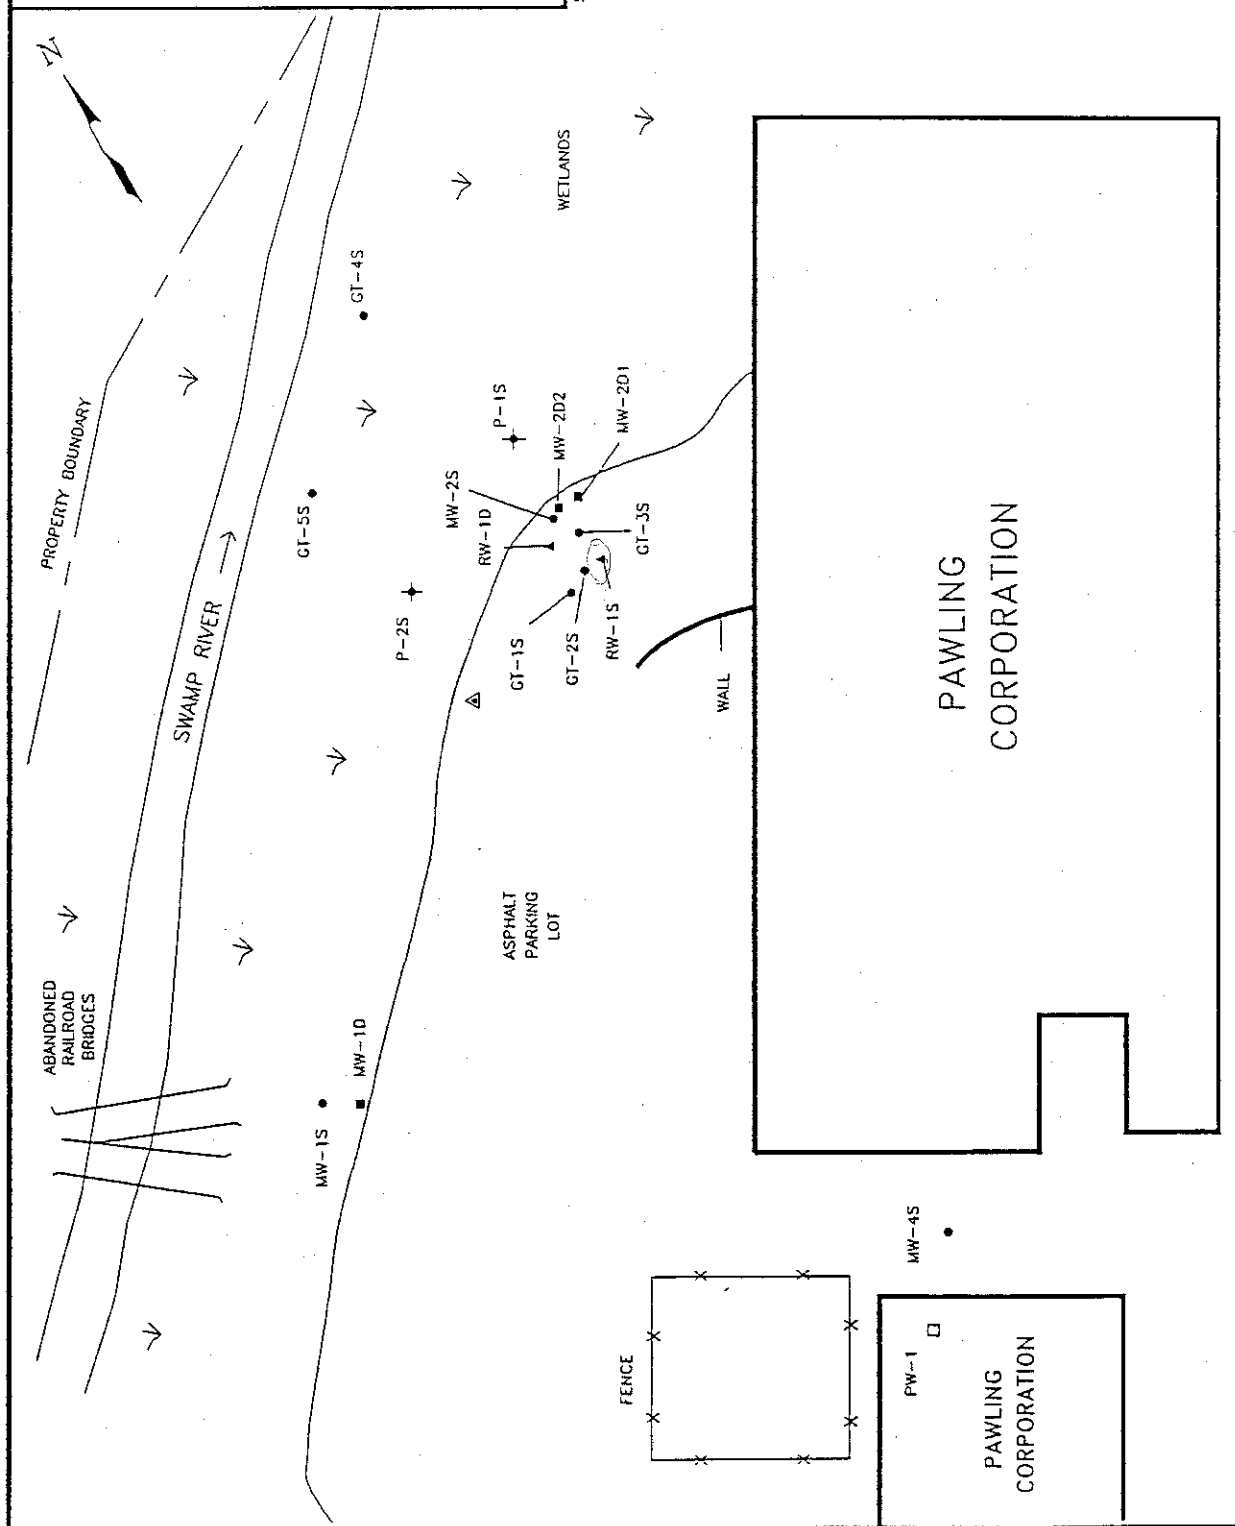 N
PROPERTY BOUNDARY
SWAMP RIVER
WETLANDS
GT-4S
GT-5S
P-1S
MW-2D2
MW-2D1
MW-2S
RW-1D
GT-3S
P-2S
GT-1S
GT-2S
RW-1S
WALL
ABANDONED
RAILROAD
BRIDGES
ASPHALT
PARKING
LOT
MW-1D
MW-1S
PAWLING
CORPORATION
MW-4S
FENCE
PW-1
PAWLING
CORPORATION